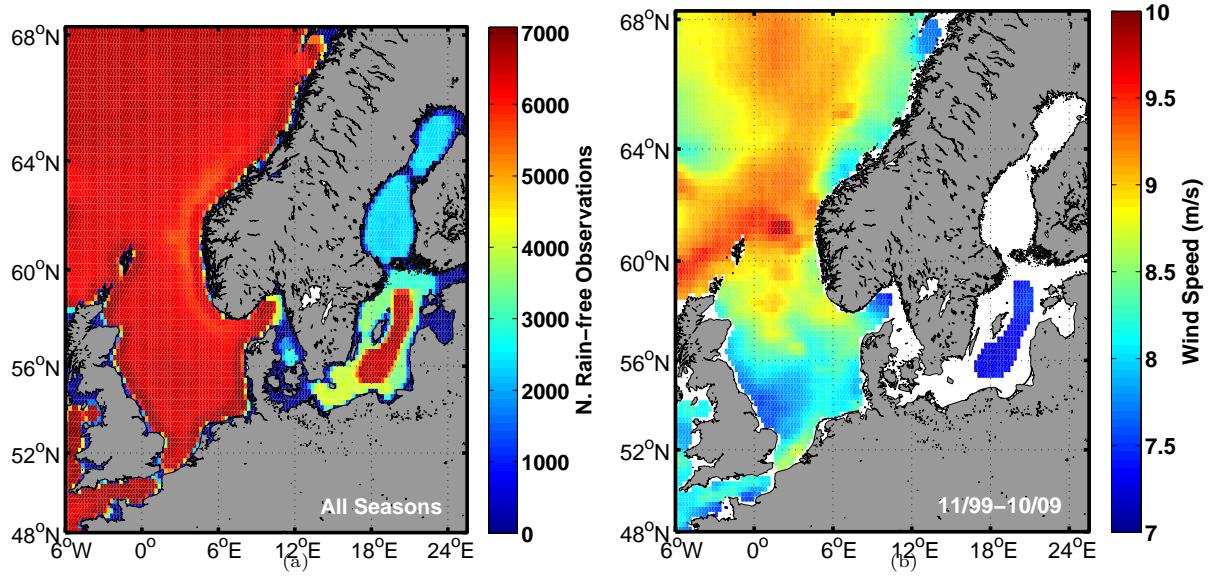 68°N
64°N
60°N
56°N
52°N
48°N
6°W
0°
6°E
12°E
18°E
24°E
All Seasons
(a)
7000
6000
5000
4000
3000
2000
1000
0
N. Rain−free Observations
68°N
64°N
60°N
56°N
52°N
48°N
6°W
0°
6°E
12°E
18°E
24°E
11/99−10/09
(b)
10
9.5
9
8.5
8
7.5
7
Wind Speed (m/s)